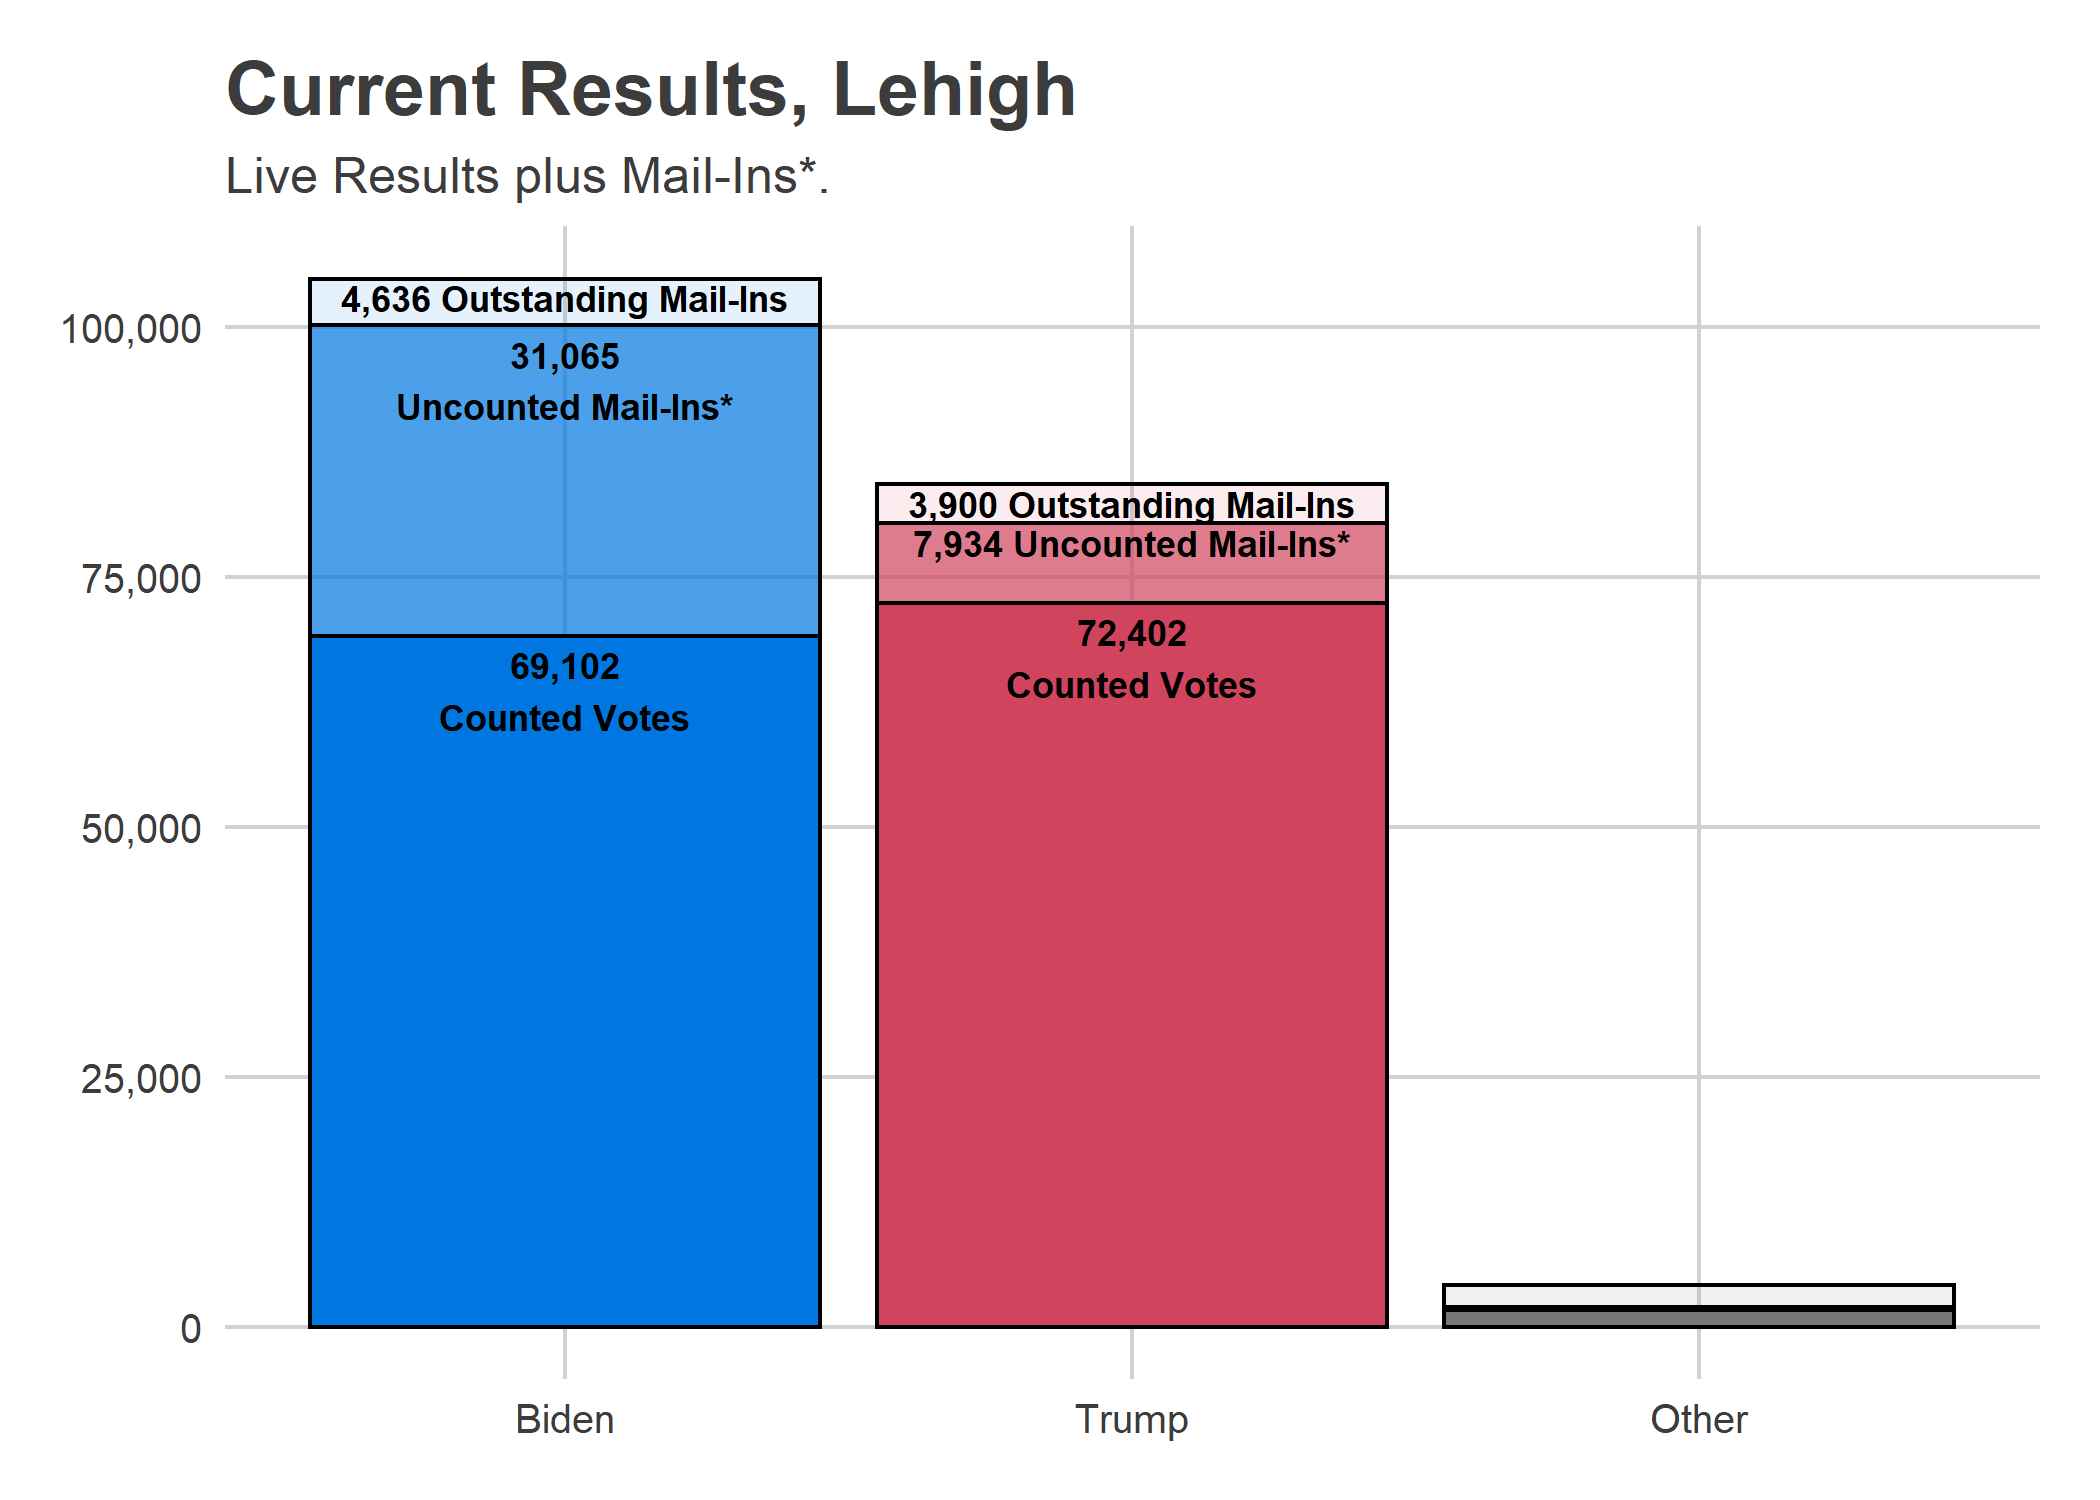 Current Results, Lehigh
Live Results plus Mail-Ins*.
100,000
75,000
50,000
25,000
0
4,636 Outstanding Mail-Ins
31,065
Uncounted Mail-Ins*
69,102
Counted Votes
3,900 Outstanding Mail-Ins
7,934 Uncounted Mail-Ins*
72,402
Counted Votes
Biden
Trump
Other